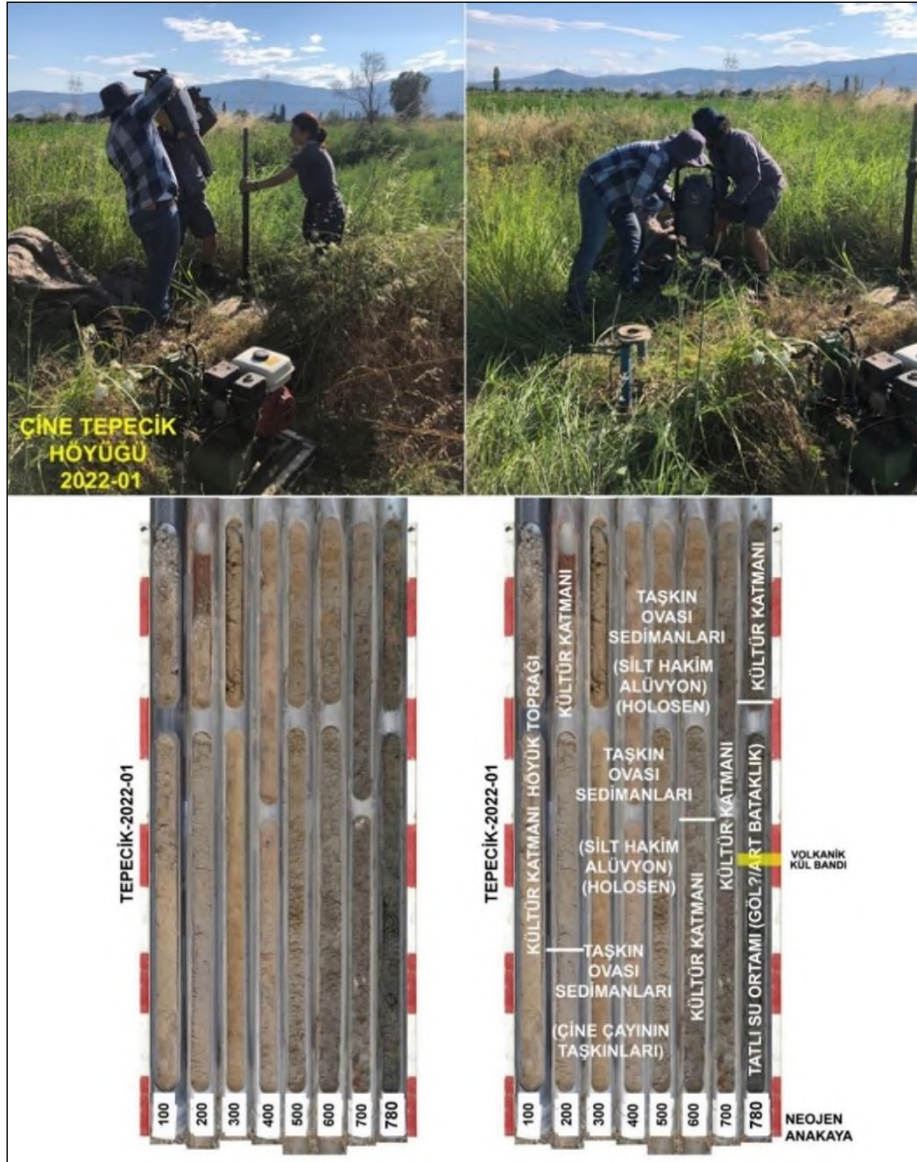 ÇİNE TEPECİK
HÖYÜĞÜ
2022-01
TEPECİK-2022-01
100
200
300
400
500
600
700
780
TEPECİK-2022-01
KÜLTÜR KATMANI HÖYÜK TOPRAĞI
KÜLTÜR KATMANI
TAŞKIN
OVASI
SEDİMANLARI
(SİLT HAKİM
ALÜVYON)
(HOLOSEN)
TAŞKIN
OVASI
SEDİMANLARI
(SİLT HAKİM
ALÜVYON)
(HOLOSEN)
TAŞKIN
OVASI
SEDİMANLARI
(ÇİNE ÇAYININ
TAŞKINLARI)
KÜLTÜR KATMANI
KÜLTÜR KATMANI
KÜLTÜR KATMANI
TATLI SU ORTAMI (GÖL?/ART BATAKLIK)
VOLKANİK
KÜL BANDI
100
200
300
400
500
600
700
780
NEOJEN
ANAKAYA